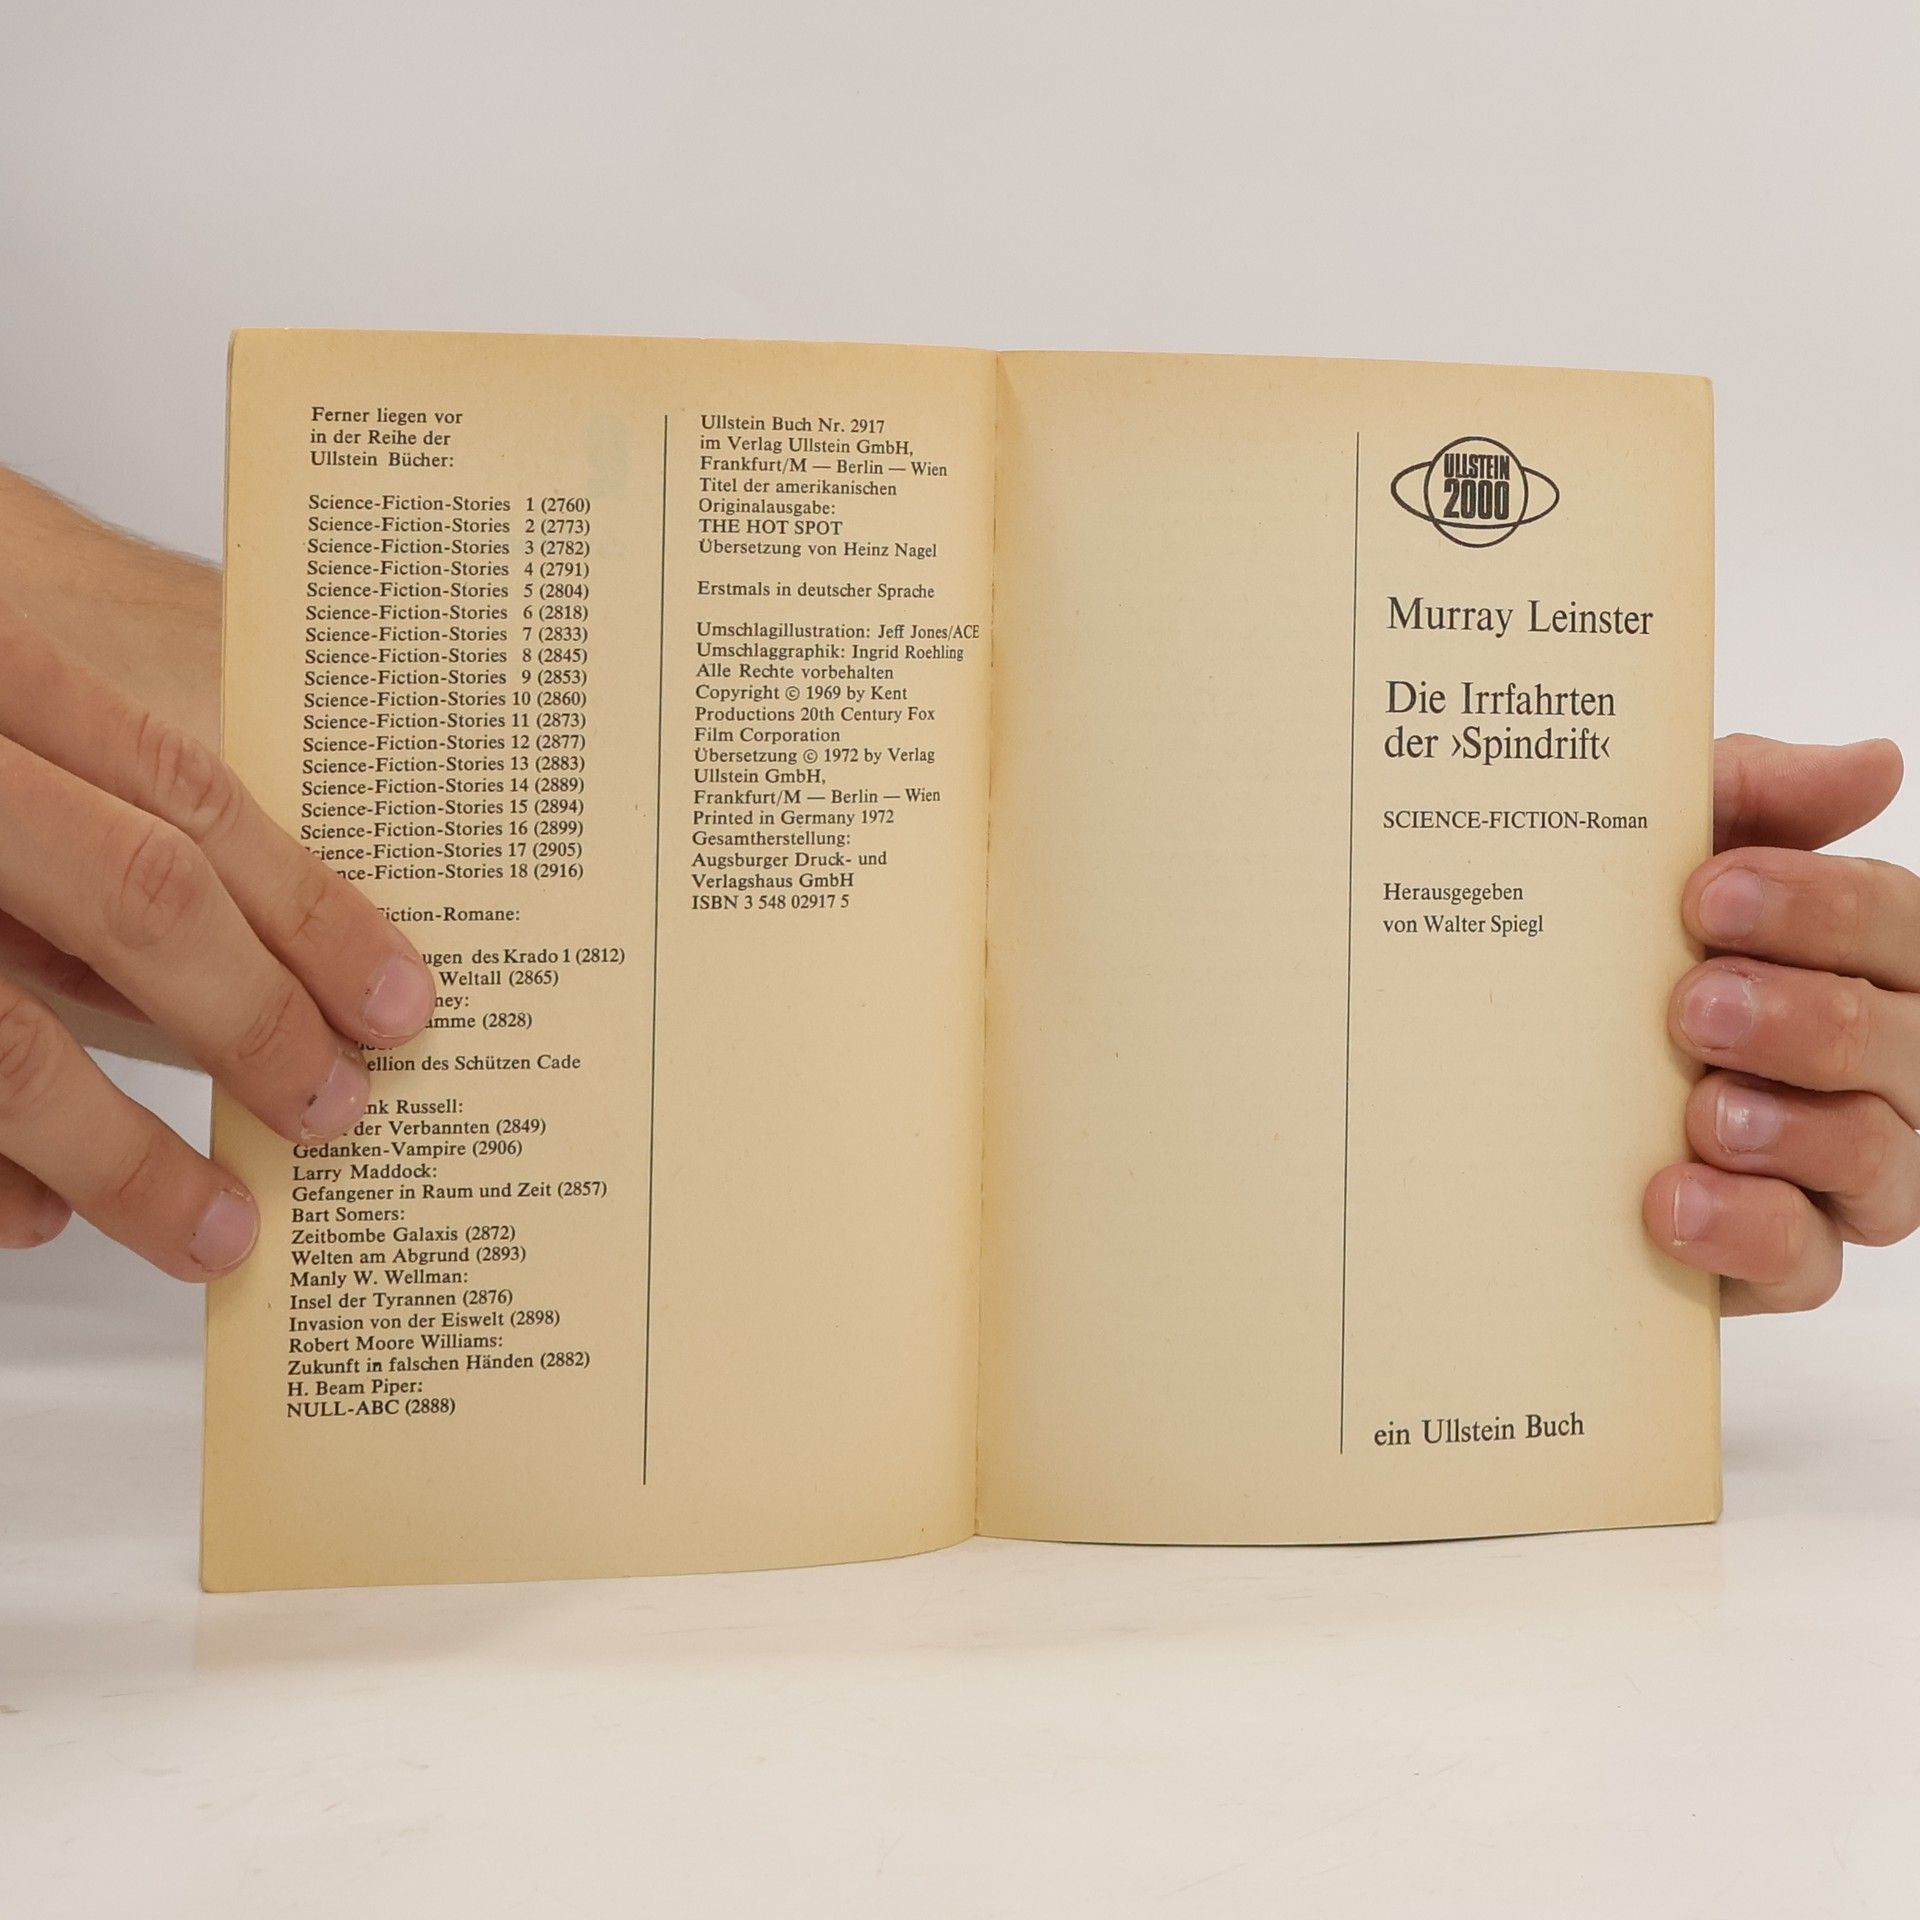 Ferner liegen vor
in der Reihe der
Ullstein Bücher:
Science-Fiction-Stories 1 (2760)
Science-Fiction-Stories 2 (2773)
Science-Fiction-Stories 3 (2782)
Science-Fiction-Stories 4 (2791)
Science-Fiction-Stories 5 (2804)
Science-Fiction-Stories 6 (2818)
Science-Fiction-Stories 7 (2833)
Science-Fiction-Stories 8 (2845)
Science-Fiction-Stories 9 (2853)
Science-Fiction-Stories 10 (2860)
Science-Fiction-Stories 11 (2873)
Science-Fiction-Stories 12 (2877)
Science-Fiction-Stories 13 (2883)
Science-Fiction-Stories 14 (2889)
Science-Fiction-Stories 15 (2894)
Science-Fiction-Stories 16 (2899)
Science-Fiction-Stories 17 (2905)
-Fiction-Stories 18 (2916)
Fiction-Romane:
des Krado 1 (2812)
Weltall (2865)
(2828)
des Schützen Cade
Russell:
der Verbannten (2849)
Gedanken-Vampire (2906)
Larry Maddock:
Gefangener in Raum und Zeit (2857)
Bart Somers:
Zeitbombe Galaxis (2872)
Welten am Abgrund (2893)
Manly W. Wellman:
Insel der Tyrannen (2876)
Invasion von der Eiswelt (2898)
Robert Moore Williams:
Zukunft in falschen Händen (2882)
H. Beam Piper:
NULL-ABC (2888)
Ullstein Buch Nr. 2917
im Verlag Ullstein GmbH,
Frankfurt/M — Berlin — Wien
Titel der amerikanischen
Originalausgabe:
THE HOT SPOT
Übersetzung von Heinz Nagel
Erstmals in deutscher Sprache
Umschlagillustration: Jeff Jones/ACE
Umschlaggraphik: Ingrid Roehling
Alle Rechte vorbehalten
Copyright © 1969 by Kent
Productions 20th Century Fox
Film Corporation
Übersetzung © 1972 by Verlag
Ullstein GmbH,
Frankfurt/M — Berlin — Wien
Printed in Germany 1972
Gesamtherstellung:
Augsburger Druck- und
Verlagshaus GmbH
ISBN 3 548 02917 5
ULLSTEIN
2000
Murray Leinster
Die Irrfahrten
der ›Spindrift‹
SCIENCE-FICTION-Roman
Herausgegeben
von Walter Spiegl
ein Ullstein Buch